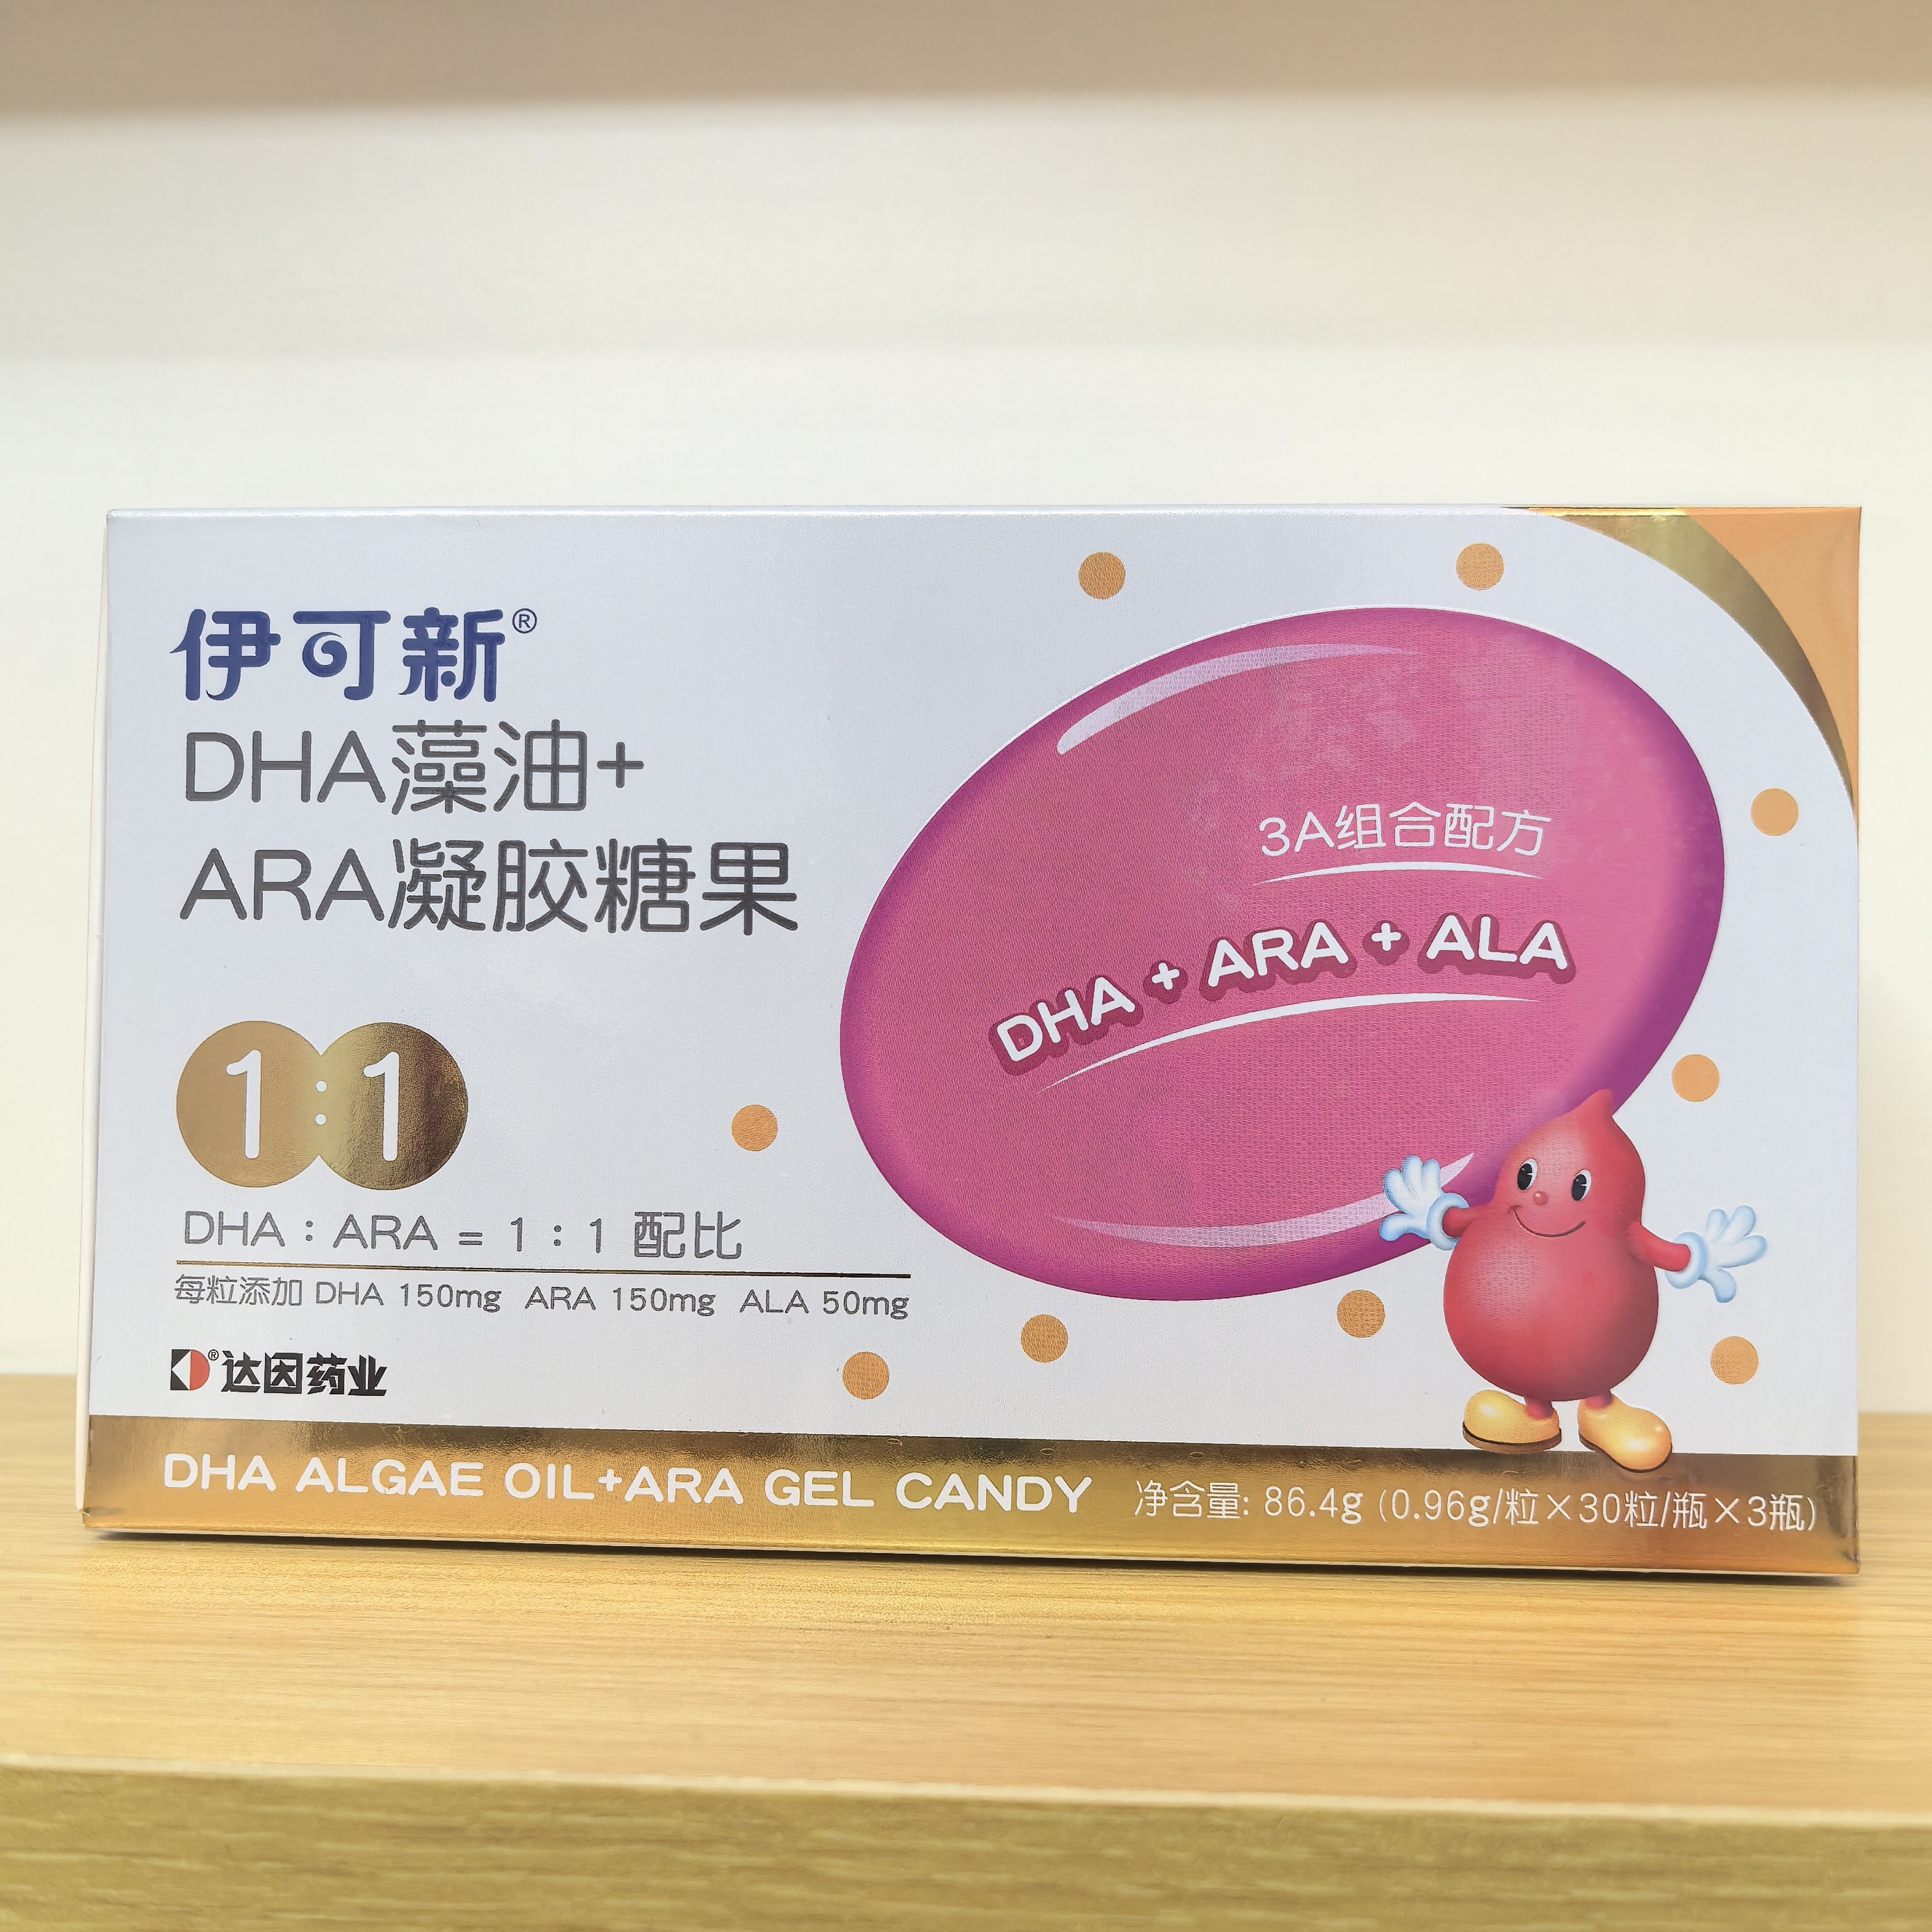 伊可新®
DHA藻油+
ARA凝胶糖果
1:1
DHA:ARA = 1:1 配比
每粒添加 DHA 150mg ARA 150mg ALA 50mg
®达因药业
3A组合配方
DHA + ARA + ALA
DHA ALGAE OIL+ARA GEL CANDY
净含量: 86.4g (0.96g/粒×30粒/瓶×3瓶)